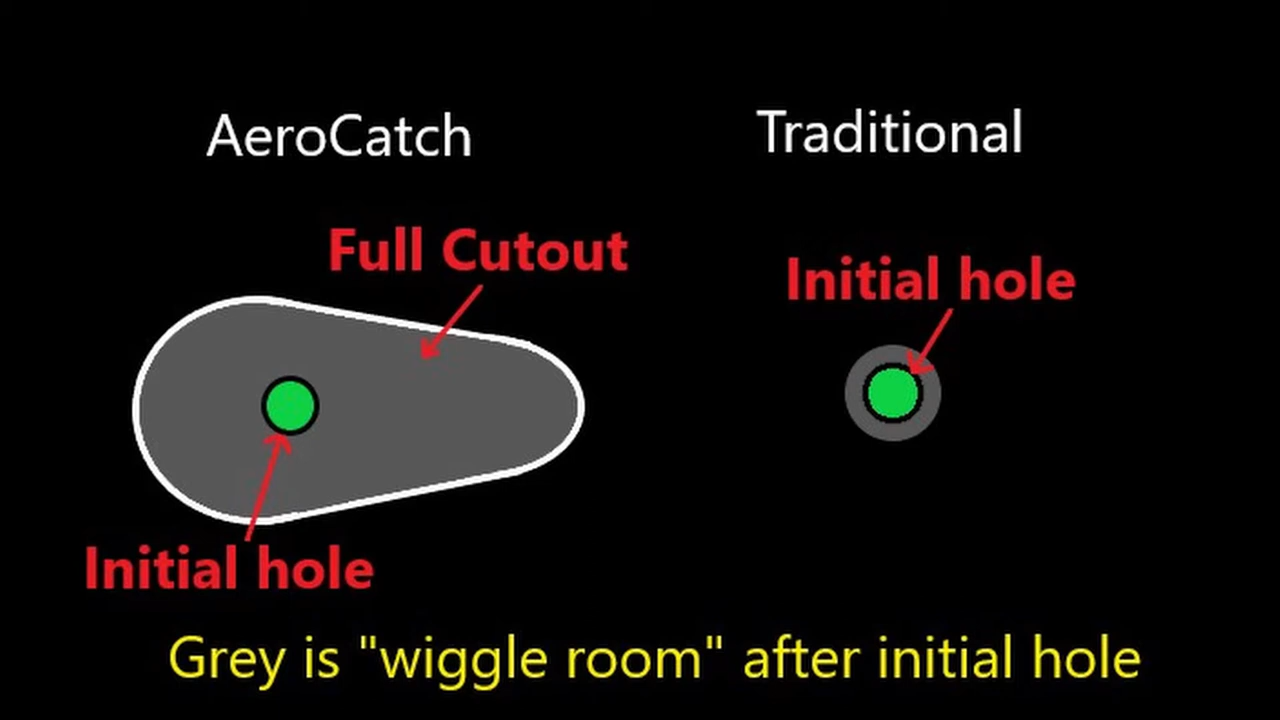 AeroCatch
Traditional
Full Cutout
Initial hole
Initial hole
Grey is "wiggle room" after initial hole